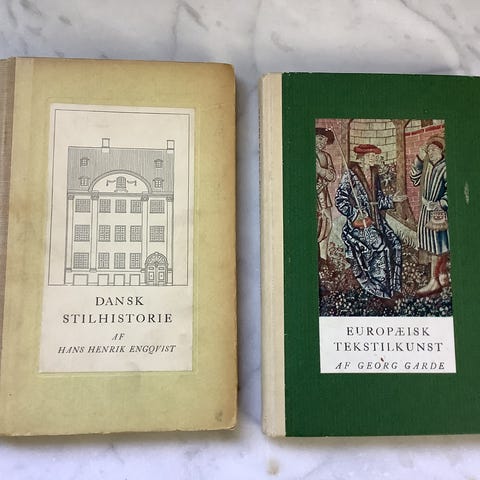 DANSK
STILHISTORIE
AF
HANS HENRIK ENGQVIST
EUROPÆISK
TEKSTILKUNST
AF GEORG GARDE